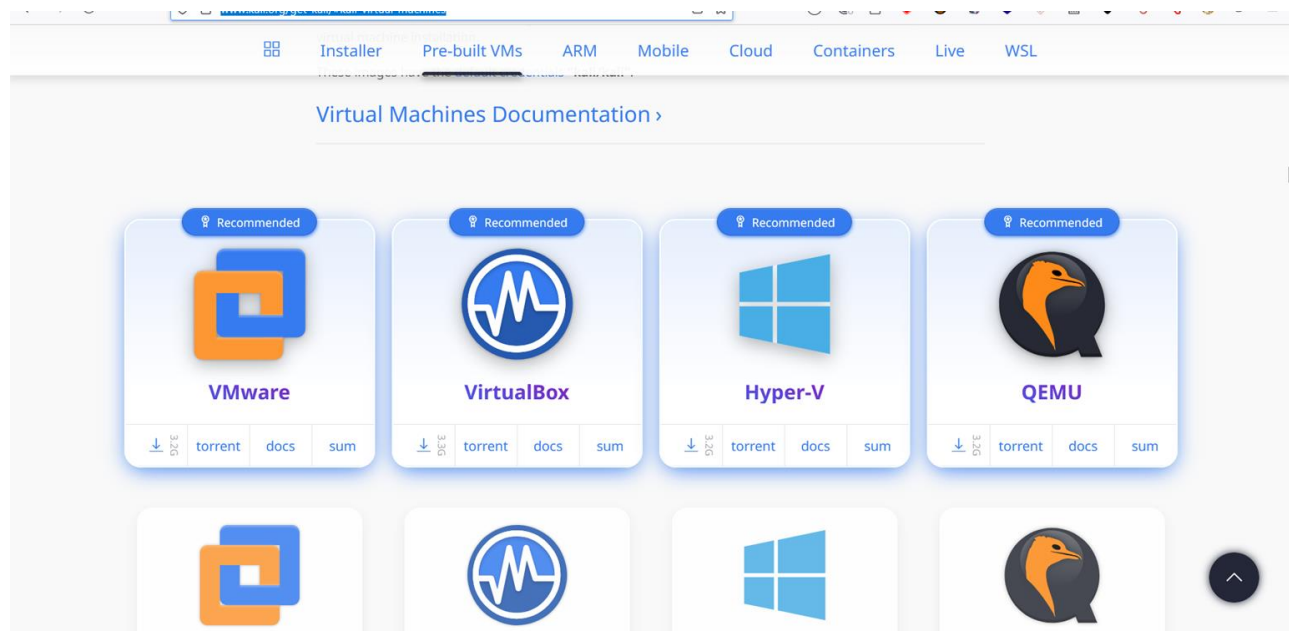 Installer Pre-built VMs ARM Mobile Cloud Containers Live WSL
Virtual Machines Documentation ›
Recommended Recommended Recommended Recommended
VMware VirtualBox Hyper-V QEMU
3.2G torrent docs sum 3.3G torrent docs sum 3.2G torrent docs sum 3.2G torrent docs sum